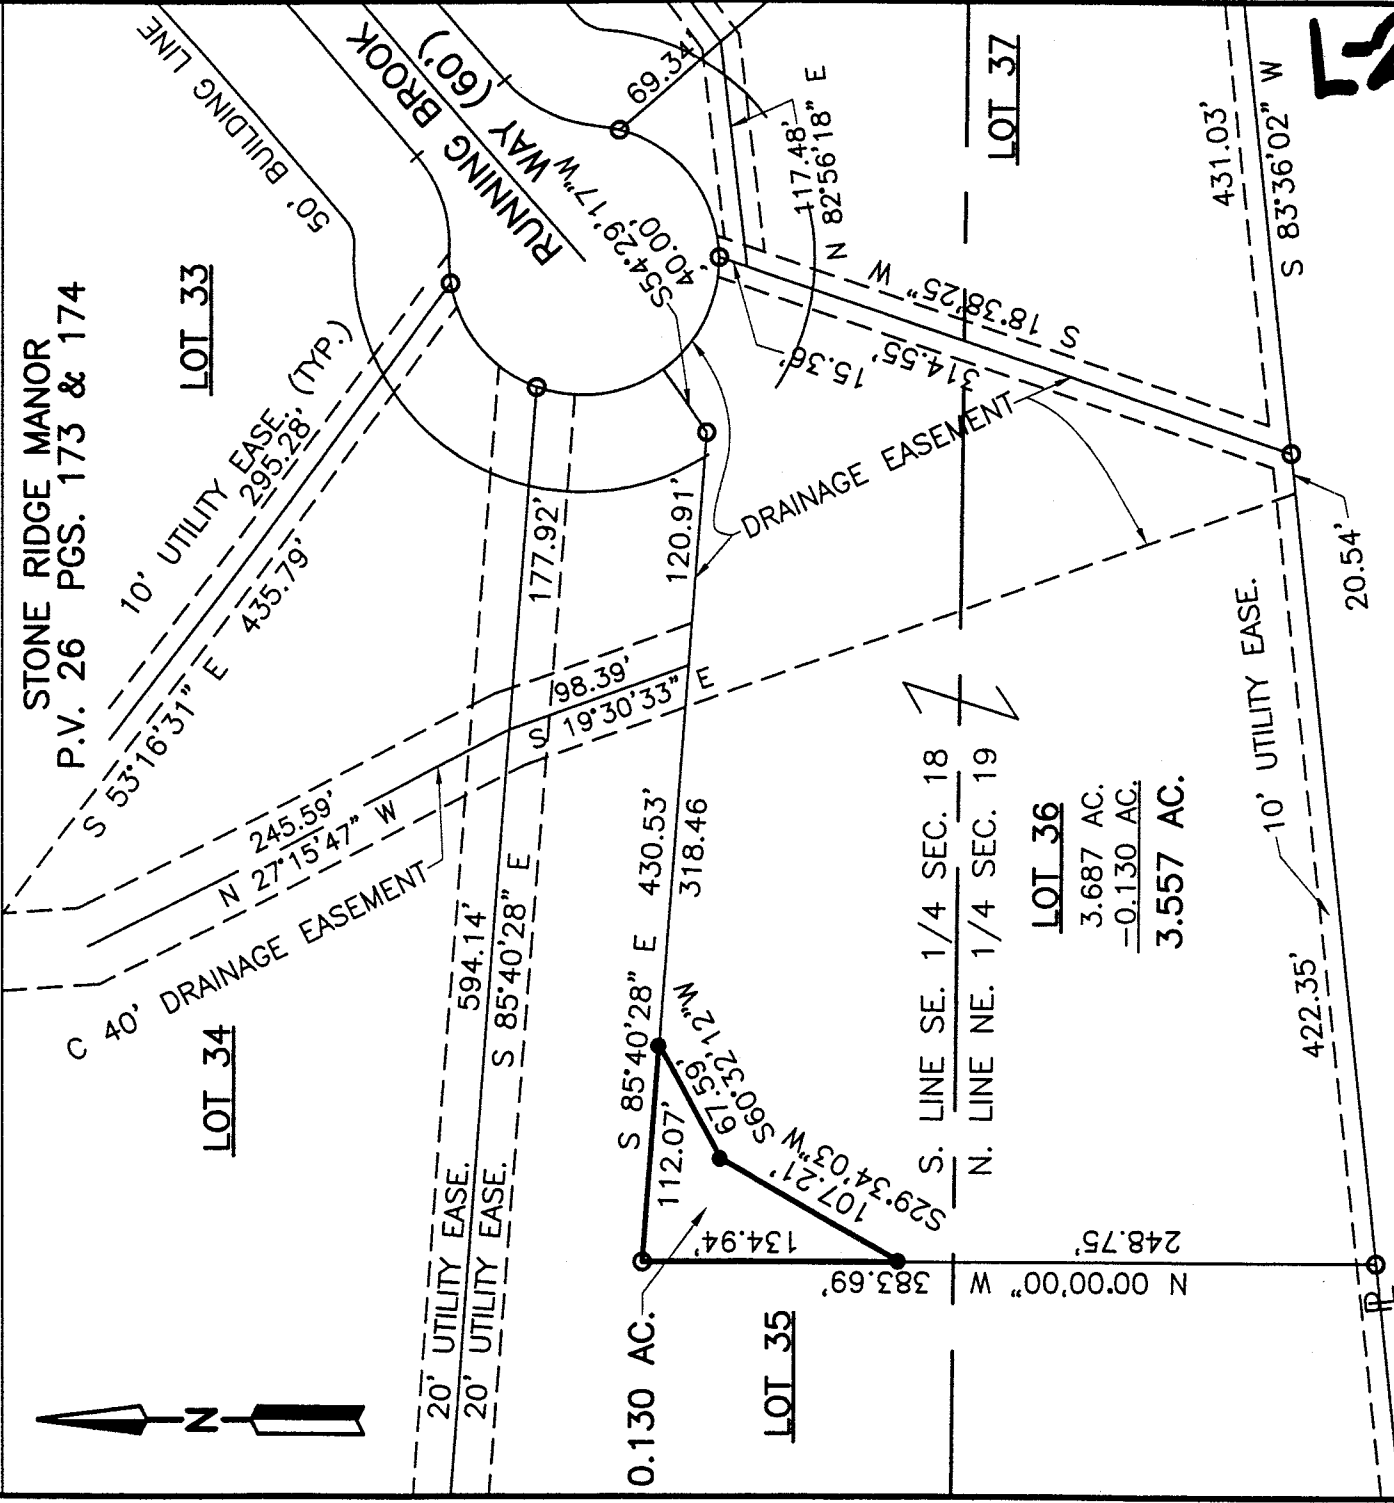 STONE RIDGE MANOR
P.V. 26 PGS. 173 & 174
50' BUILDING LINE
RUNNING BROOK
WAY (60')
69.34
LOT 33
10' UTILITY EASE. (TYP.)
295.28'
S 53°16'31" E 435.79'
S54°29'17"W
40.00'
117.48'
N 82°56'18" E
LOT 37
431.03'
S 83°36'02" W
S 18°38'25" W
314.55'
15.36'
DRAINAGE EASEMENT
177.92'
120.91'
98.39'
S 19°30'33" E
245.59'
N 27°15'47" W
C 40' DRAINAGE EASEMENT
LOT 34
594.14'
S 85°40'28" E
20' UTILITY EASE.
20' UTILITY EASE.
S 85°40'28" E 430.53'
318.46
112.07'
67.59'
S60°32'12"W
107.21'
S29°34'03"W
134.94'
383.69'
0.130 AC.
LOT 35
N 00°00'00" W
248.75'
S. LINE SE. 1/4 SEC. 18
N. LINE NE. 1/4 SEC. 19
LOT 36
3.687 AC.
-0.130 AC.
3.557 AC.
10' UTILITY EASE.
20.54'
422.35'
PL
N